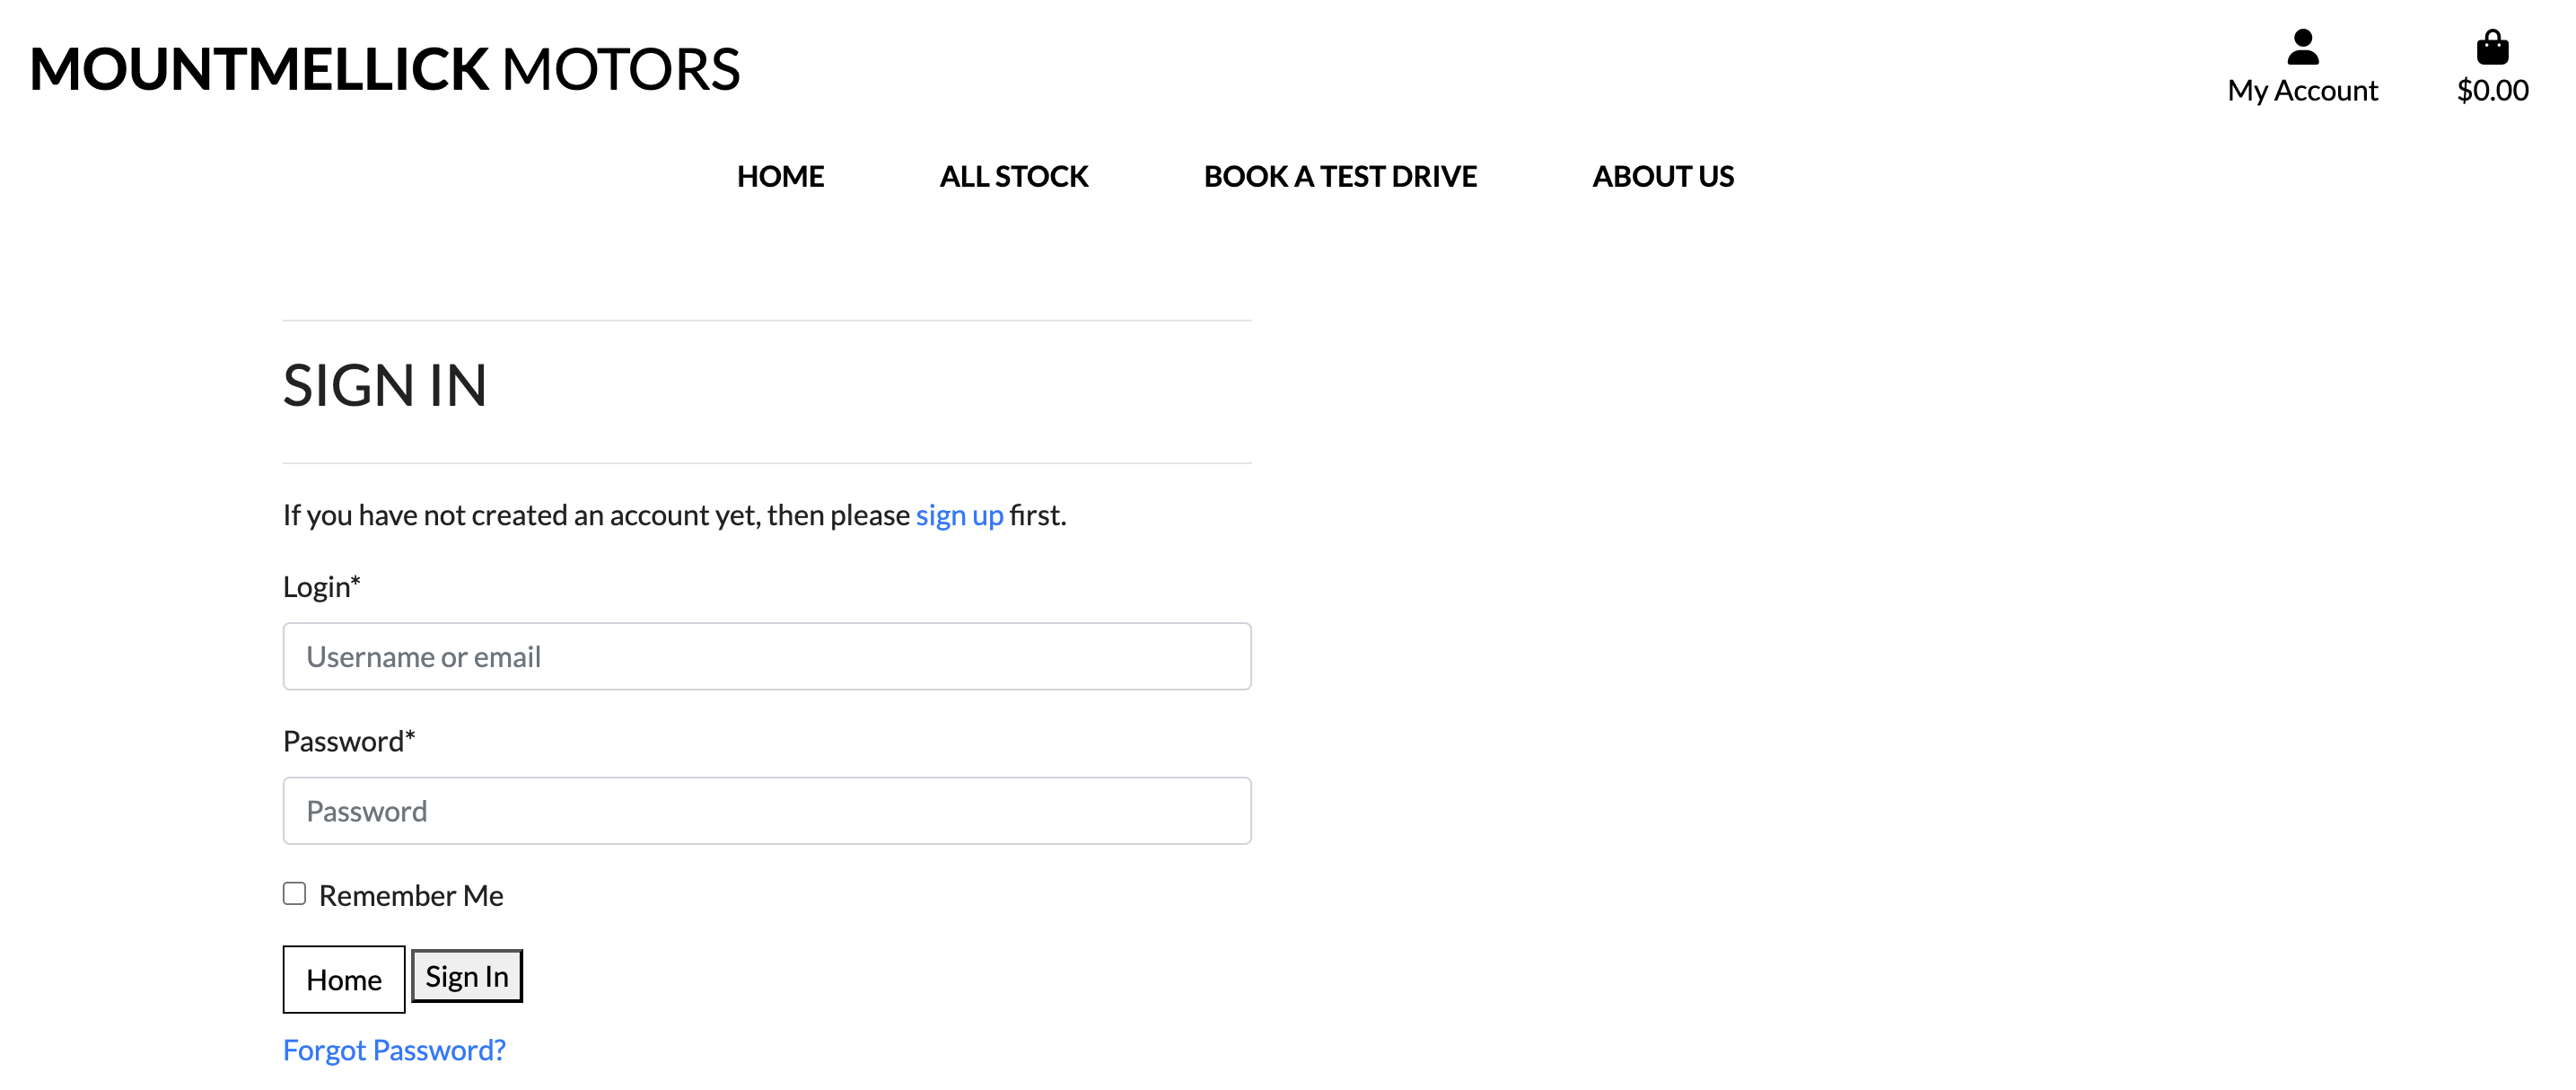 MOUNTMELLICK MOTORS
My Account
$0.00
HOME
ALL STOCK
BOOK A TEST DRIVE
ABOUT US
SIGN IN
If you have not created an account yet, then please sign up first.
Login*
Username or email
Password*
Password
Remember Me
Home
Sign In
Forgot Password?